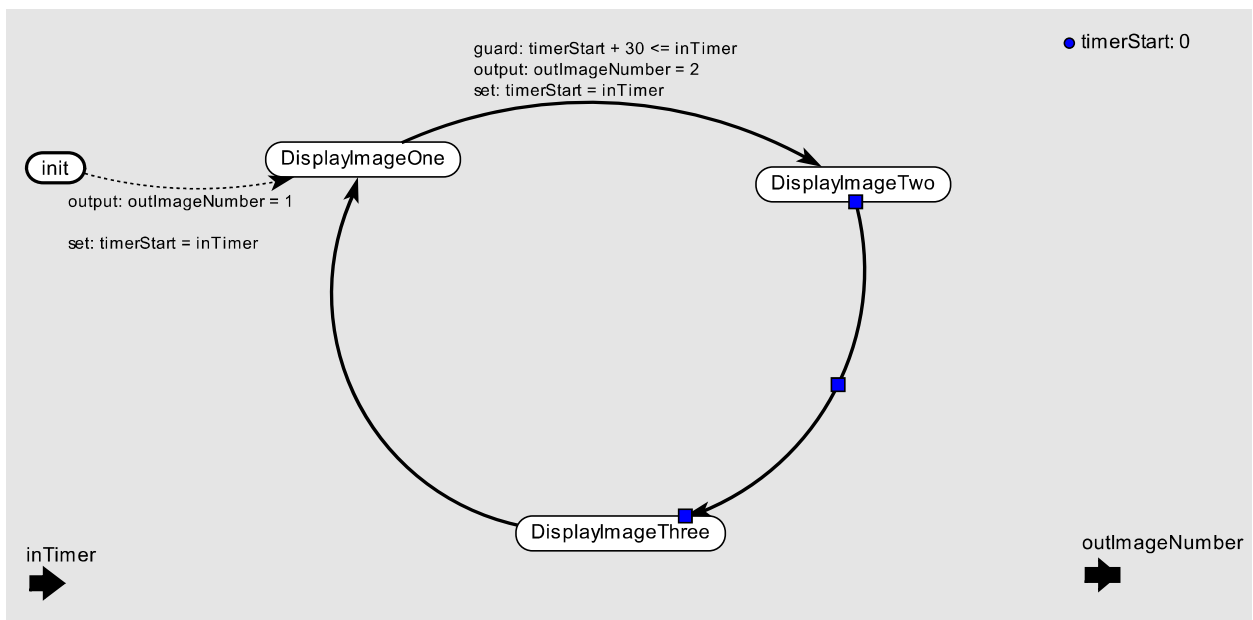 guard: timerStart + 30 <= inTimer
output: outImageNumber = 2
set: timerStart = inTimer
timerStart: 0
init
DisplayImageOne
DisplayImageTwo
output: outImageNumber = 1
set: timerStart = inTimer
DisplayImageThree
inTimer
outImageNumber